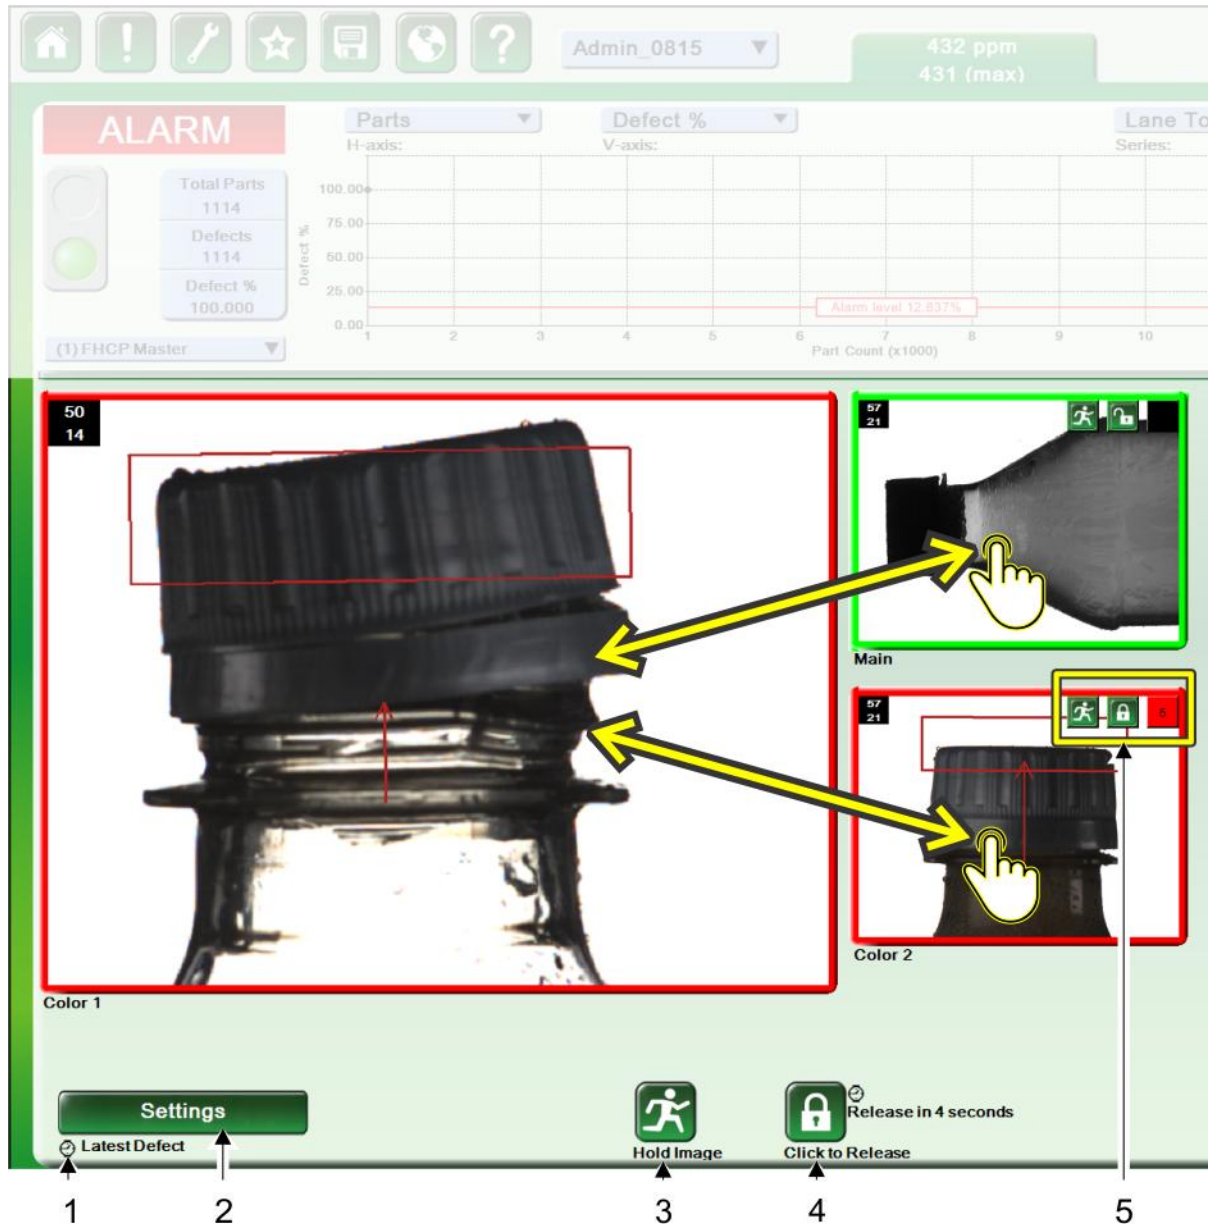 Admin_0815
432 ppm
431 (max)
ALARM
Parts
Defect %
Lane To
H-axis:
V-axis:
Series:
Total Parts
1114
Defects
1114
Defect %
100.000
(1) FHCP Master
Defect %
100.00
75.00
50.00
25.00
0.00
Alarm level 12.837%
1 2 3 4 5 6 7 8 9 10
Part Count (x1000)
50
14
57
21
Main
57
21
6
Color 2
Color 1
Settings
Latest Defect
Hold Image
Release in 4 seconds
Click to Release
1 2 3 4 5